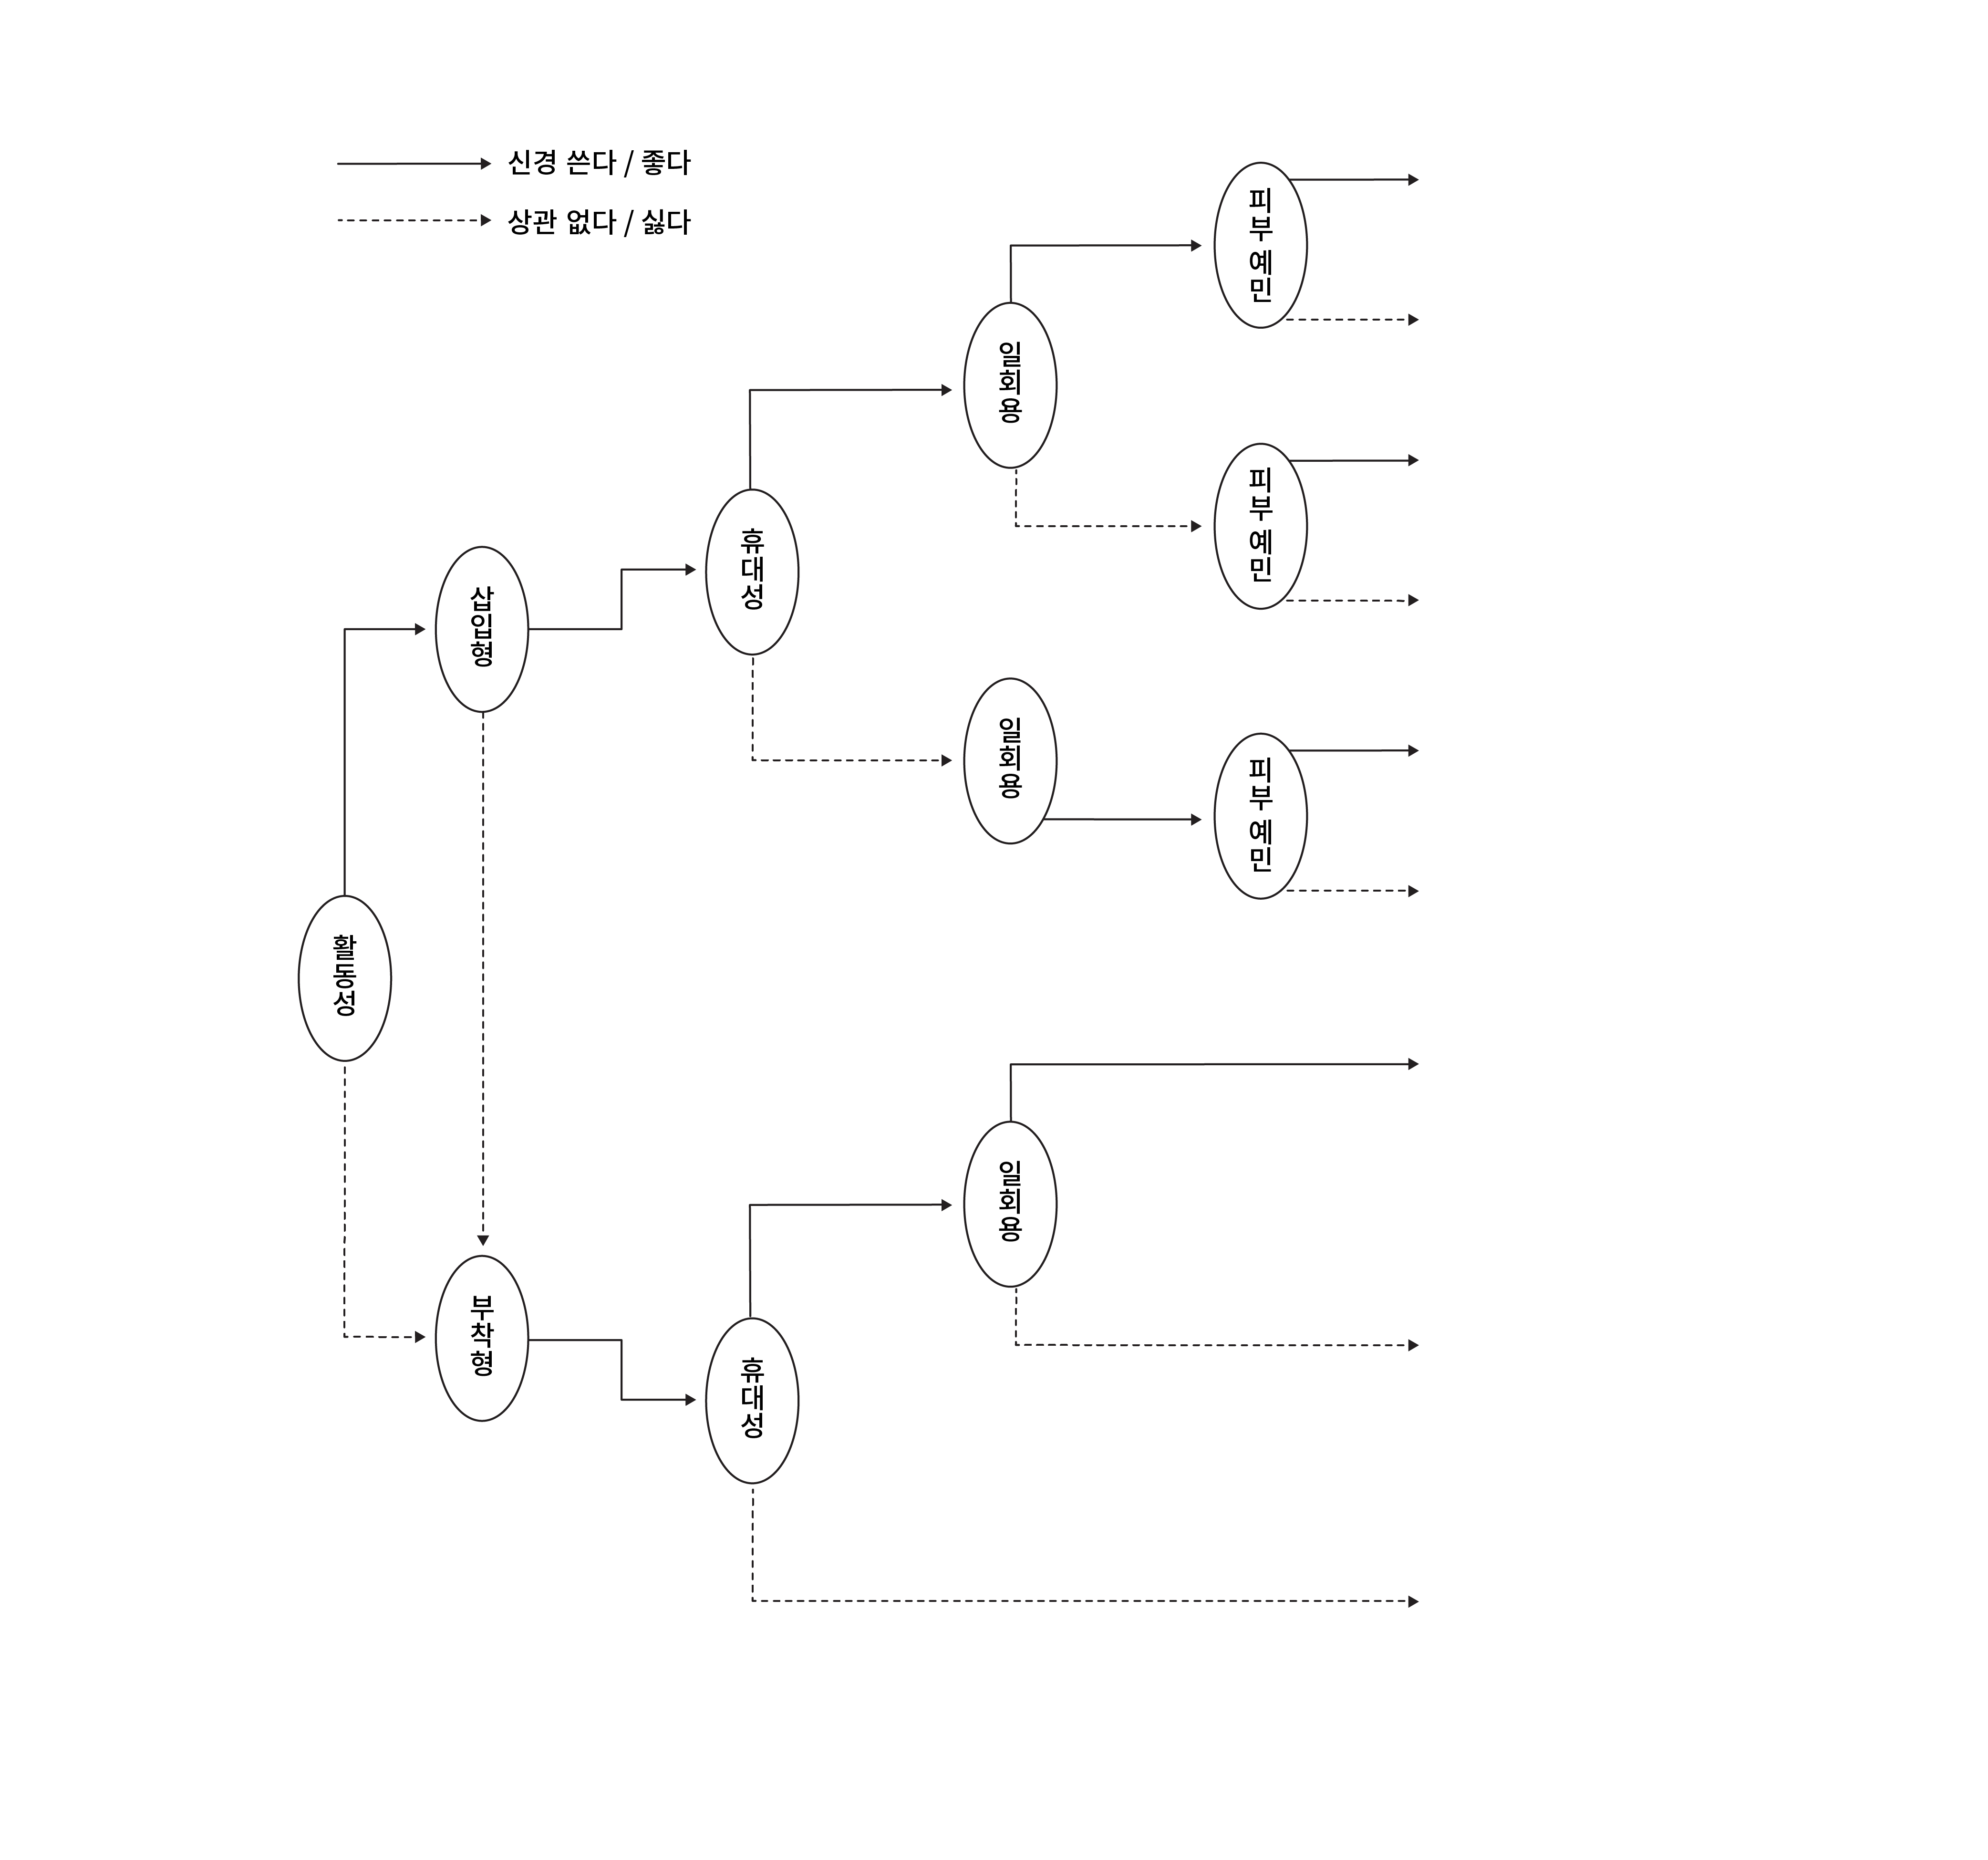 신경 쓴다 / 좋다
상관 없다 / 싫다
피부 예민
일회용
피부 예민
휴대성
삽입형
일회용
피부 예민
활동성
일회용
부착형
휴대성